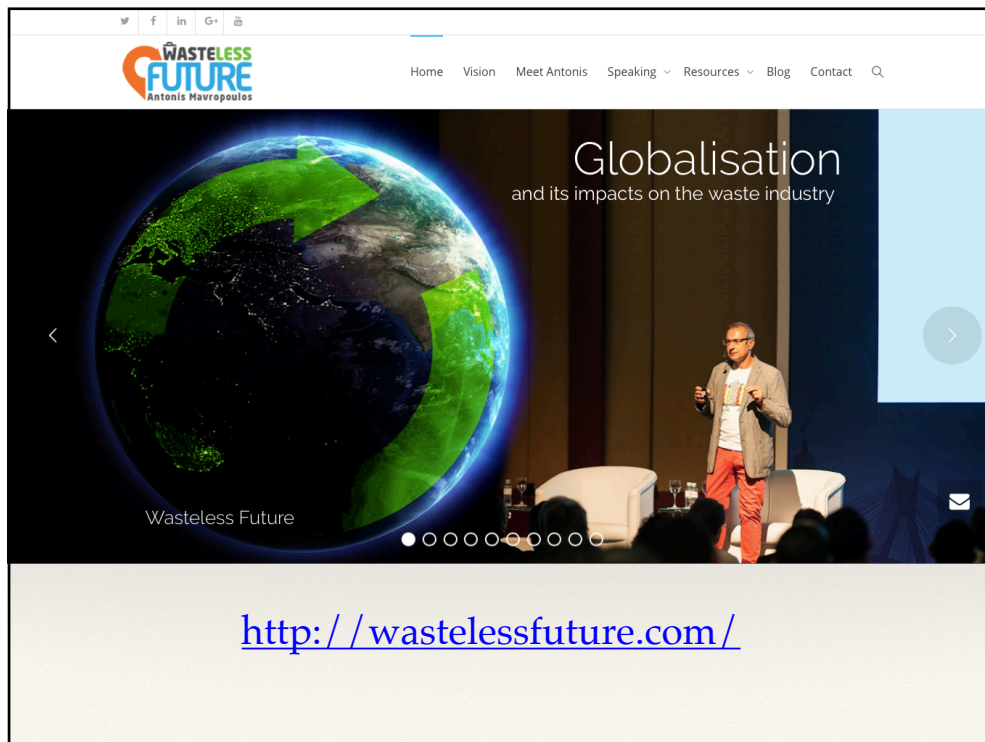 WASTELESS
FUTURE
Antonis Mavropoulos
Home Vision Meet Antonis Speaking Resources Blog Contact
Globalisation
and its impacts on the waste industry
Wasteless Future
http://wastelessfuture.com/